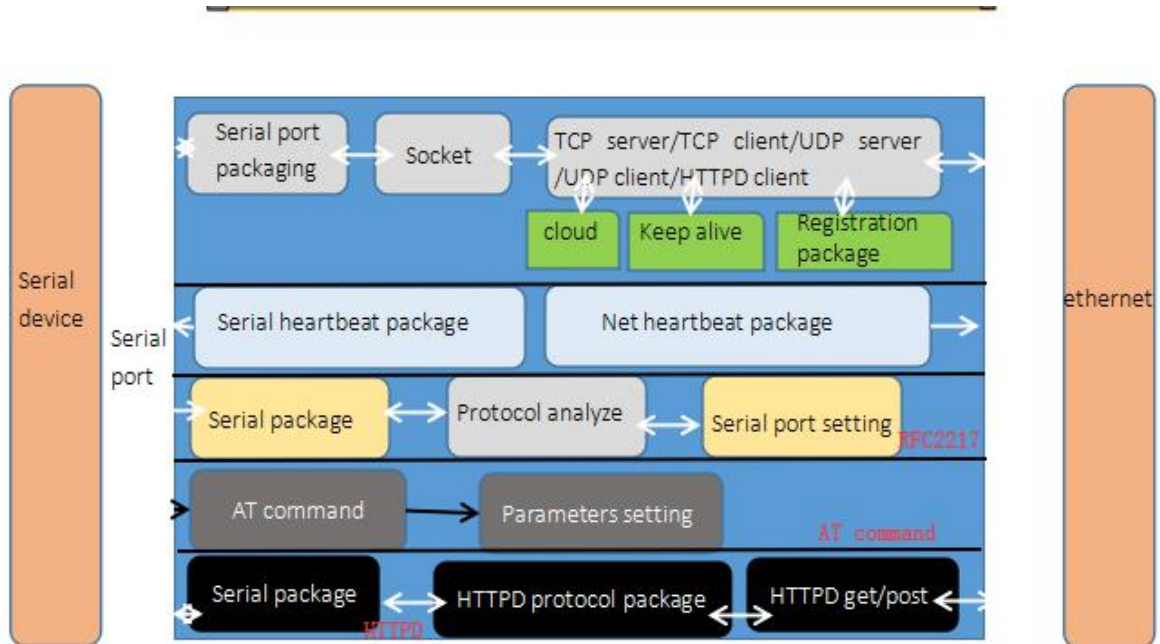 Serial
device
Serial
port
Serial port
packaging
Socket
TCP server/TCP client/UDP server
/UDP client/HTTPD client
cloud
Keep alive
Registration
package
Serial heartbeat package
Net heartbeat package
Serial package
Protocol analyze
Serial port setting
RFC2217
AT command
Parameters setting
AT command
Serial package
HTTPD protocol package
HTTPD get/post
HTTPD
ethernet